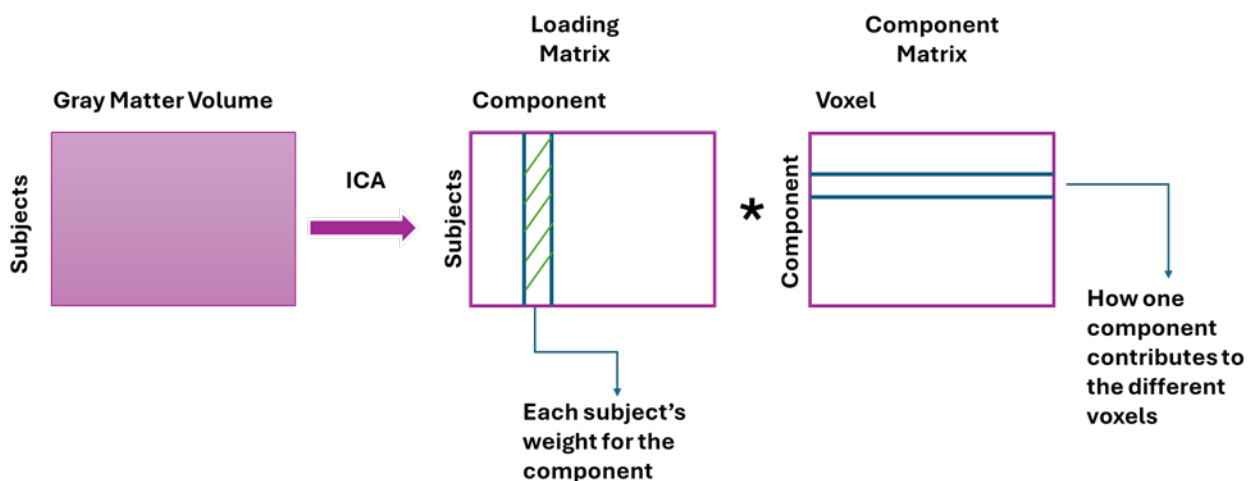 Loading
Matrix
Component
Matrix
Gray Matter Volume
Component
Voxel
Subjects
ICA
Subjects
*
Component
How one
component
contributes to
the different
voxels
Each subject's
weight for the
component